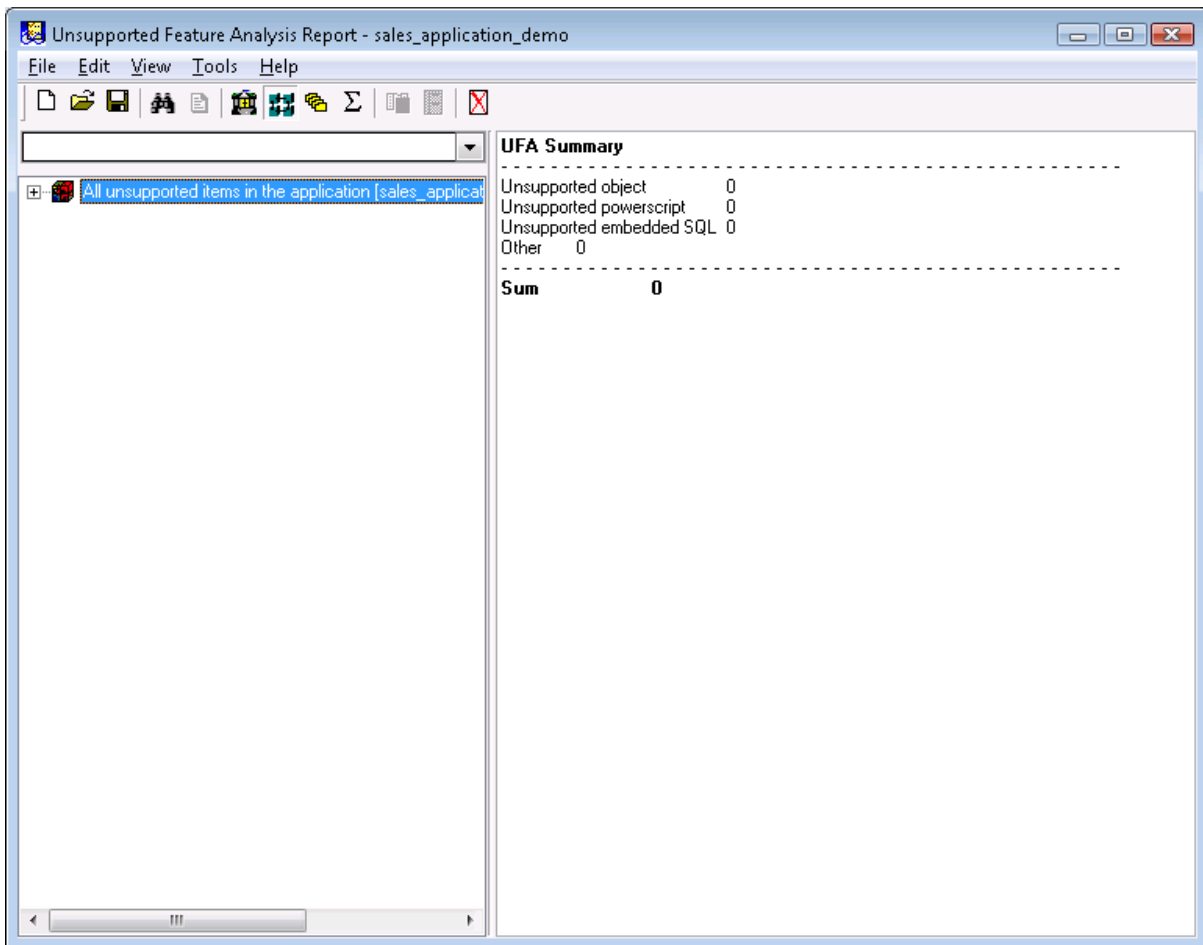 Unsupported Feature Analysis Report - sales_application_demo
File Edit View Tools Help
All unsupported items in the application [sales_applicat
UFA Summary
- - - - - - - - - - - - - - - - - - - - - - - - - - - - - - - - - - - - - - - - - - - - - - - - - - - -
Unsupported object 0
Unsupported powerscript 0
Unsupported embedded SQL 0
Other 0
- - - - - - - - - - - - - - - - - - - - - - - - - - - - - - - - - - - - - - - - - - - - - - - - - - - -
Sum 0